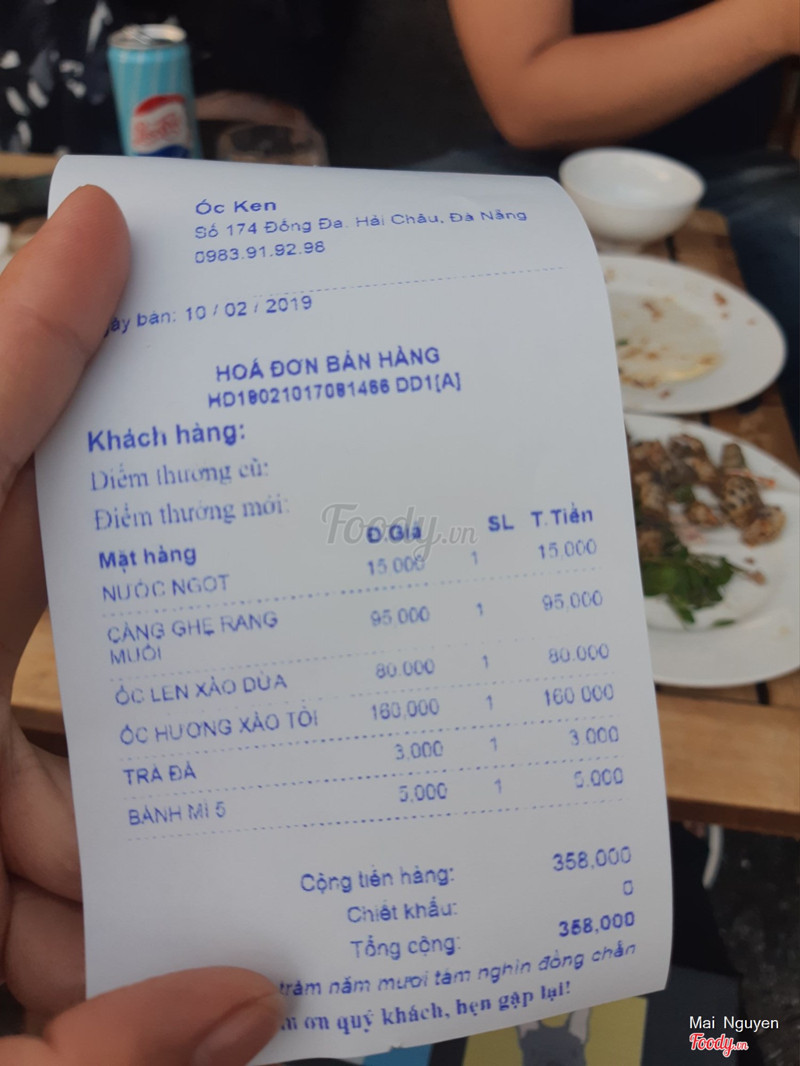 Óc Ken
Số 174 Đống Đa. Hải Châu, Đà Nẵng
0983.91.92.98
ày bán: 10 / 02 / 2019
HOÁ ĐƠN BÁN HÀNG
HD19021017081466 DD1[A]
Khách hàng:
Điểm thưởng cũ:
Điểm thưởng mới:
Mặt hàng Đ.Giá SL T.Tiền
NƯỚC NGỌT 15,000 1 15,000
CÀNG GHẸ RANG MUỐI 95,000 1 95,000
ỐC LEN XÀO DỪA 80.000 1 80.000
ỐC HƯƠNG XÀO TỎI 160,000 1 160 000
TRÀ ĐÁ 3,000 1 3.000
BÁNH MÌ 5 5,000 1 5,000
Cộng tiền hàng: 358,000
Chiết khấu: 0
Tổng cộng: 358,000
trăm năm mươi tám nghìn đồng chẵn
m ơn quý khách, hẹn gặp lại!
Foody.vn
Mai Nguyen
Foody.vn